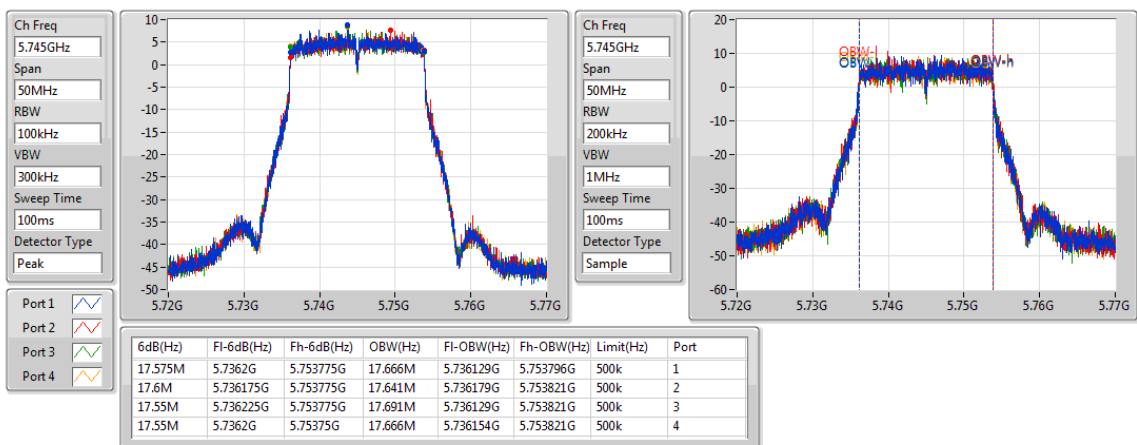 Ch Freq
5.745GHz
Span
50MHz
RBW
100kHz
VBW
300kHz
Sweep Time
100ms
Detector Type
Peak
10
5
0
-5
-10
-15
-20
-25
-30
-35
-40
-45
-50
5.72G 5.73G 5.74G 5.75G 5.76G 5.77G
Ch Freq
5.745GHz
Span
50MHz
RBW
200kHz
VBW
1MHz
Sweep Time
100ms
Detector Type
Sample
20
10
0
-10
-20
-30
-40
-50
-60
OBW-l
OBW-h
5.72G 5.73G 5.74G 5.75G 5.76G 5.77G
Port 1
Port 2
Port 3
Port 4
6dB(Hz) Fl-6dB(Hz) Fh-6dB(Hz) OBW(Hz) Fl-OBW(Hz) Fh-OBW(Hz) Limit(Hz) Port
17.575M 5.7362G 5.753775G 17.666M 5.736129G 5.753796G 500k 1
17.6M 5.736175G 5.753775G 17.641M 5.736179G 5.753821G 500k 2
17.55M 5.736225G 5.753775G 17.691M 5.736129G 5.753821G 500k 3
17.55M 5.7362G 5.75375G 17.666M 5.736154G 5.753821G 500k 4